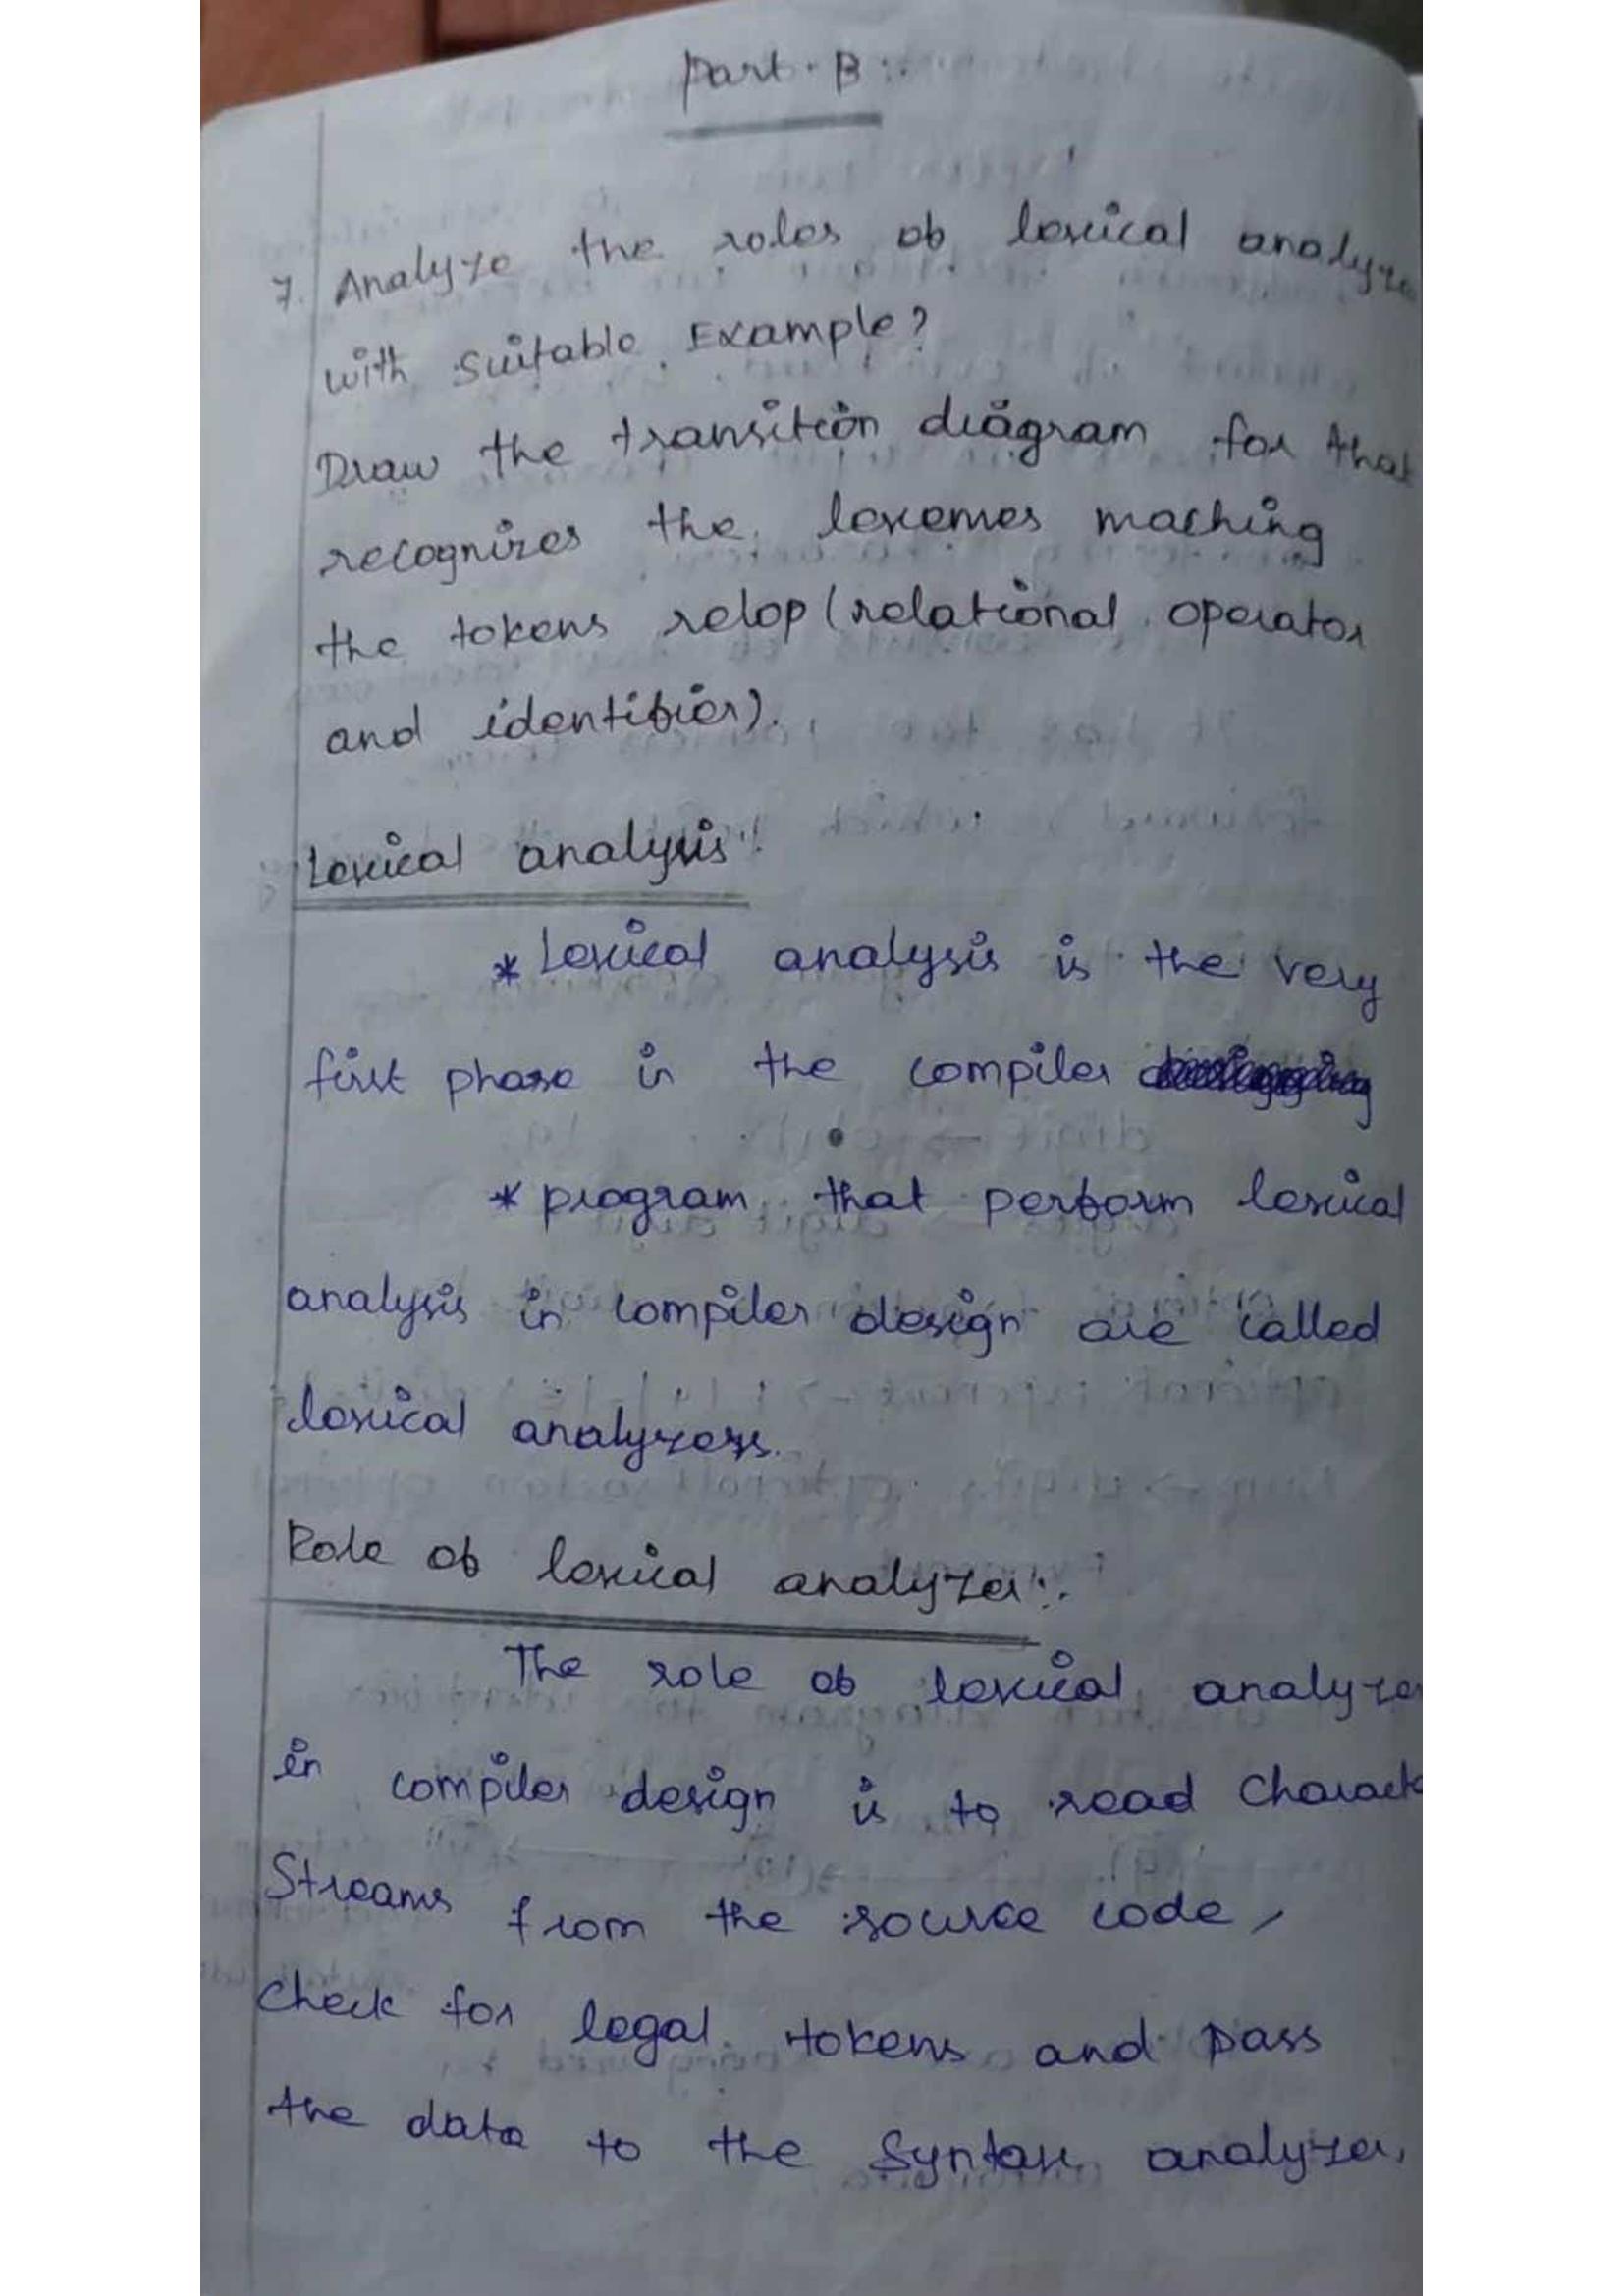 Part-B:-
7. Analyze the roles of lexical analyze
with suitable Example?
Draw the transition diagram for that
recognizes the lexemes maching
the tokens relop (relational operator
and identifier).
Lexical analysis:
* Lexical analysis is the very
first phase in the compiler
* program that perform lexical
analysis in compiler design are called
lexical analyzers.
Role of lexical analyzer:-
The role of lexical analyzer
in compiler design is to read Charact
Streams from the source code,
check for legal tokens and pass
the data to the Syntax analyzer.